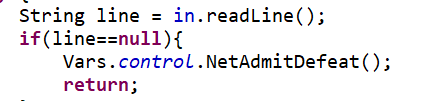 String line = in.readLine();
if(line==null){
Vars.control.NetAdmitDefeat();
return;